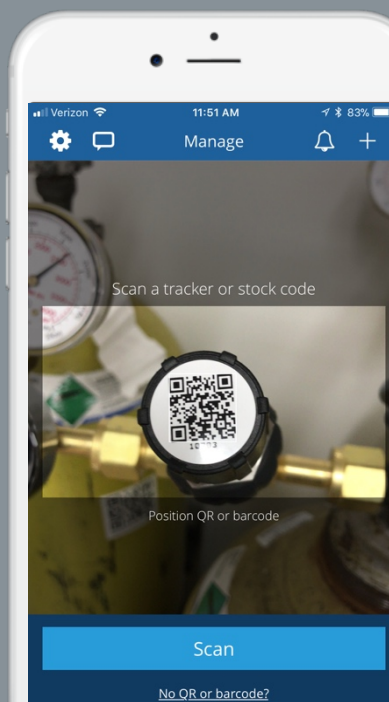 Verizon 11:51 AM 83%
Manage
Scan a tracker or stock code
Position QR or barcode
Scan
No QR or barcode?